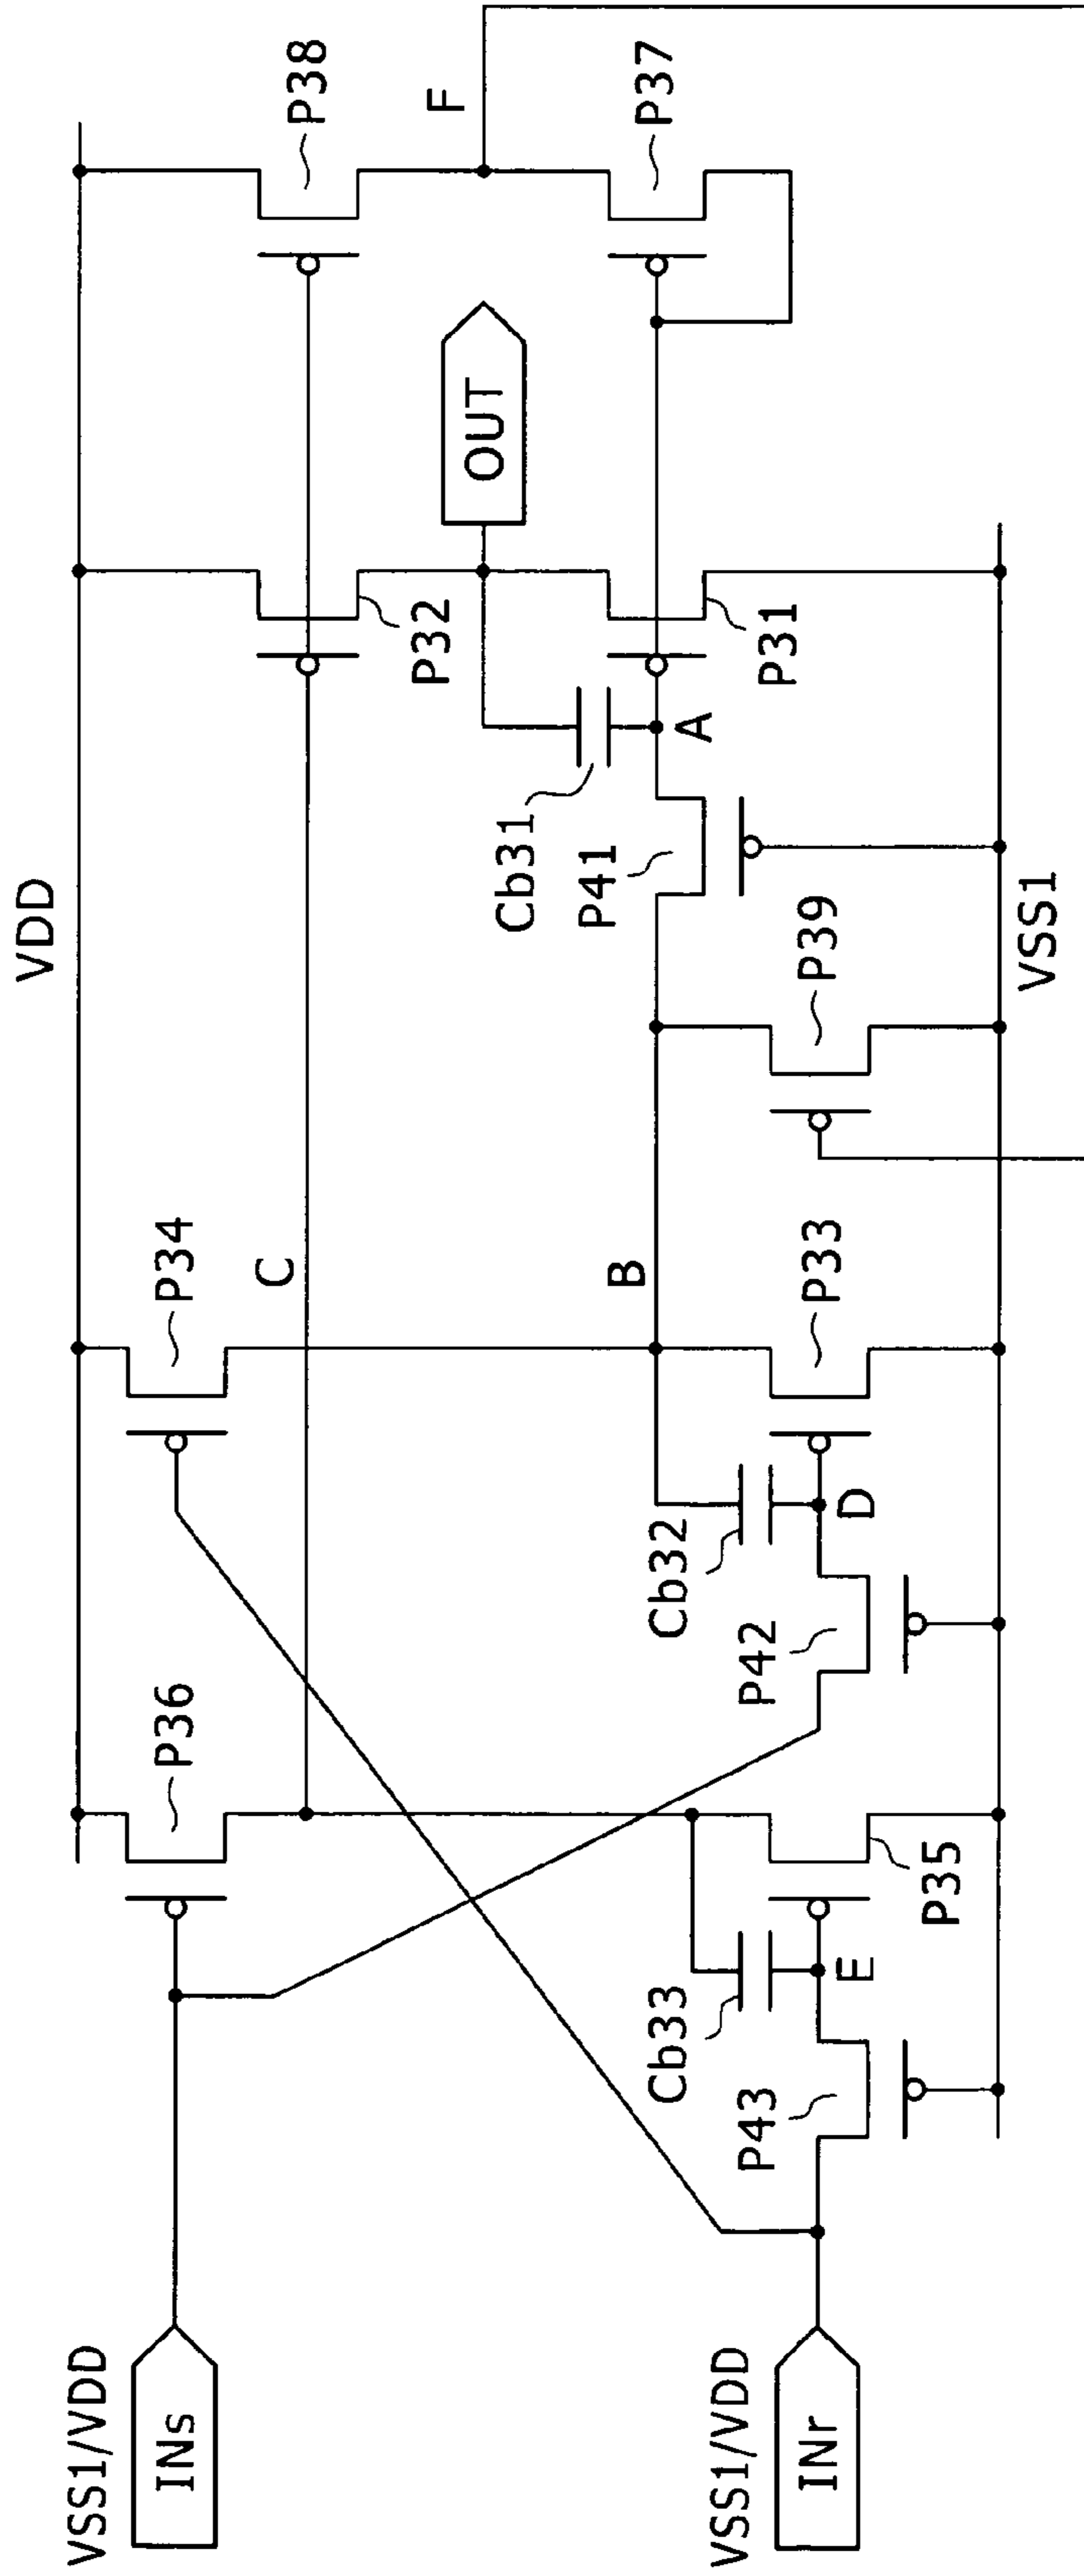 VDD
P38
F
P37
OUT
P32
P31
A
Cb31
P41
P39
VSS1
P34
C
B
P33
Cb32
D
P42
P36
P35
Cb33
E
P43
VSS1/VDD
INs
VSS1/VDD
INr